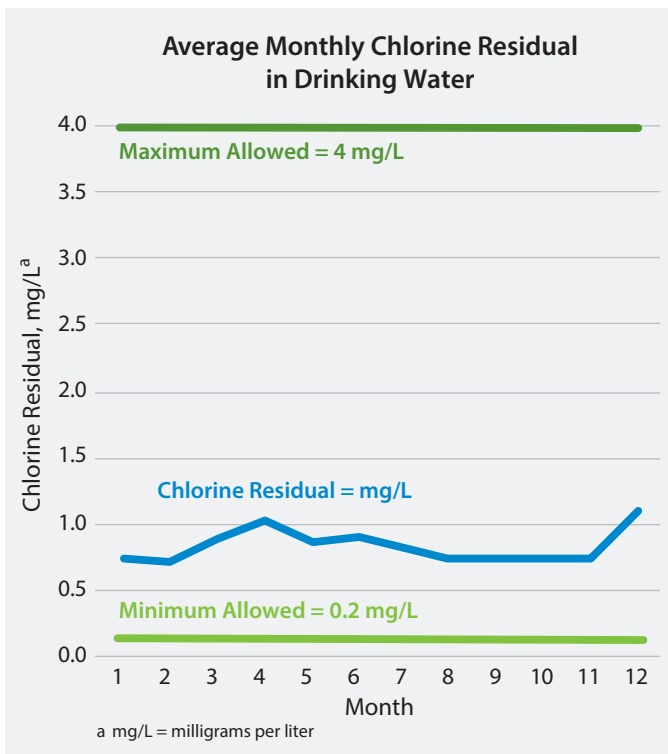 Average Monthly Chlorine Residual
in Drinking Water
Chlorine Residual, mg/Lᵃ
4.0
Maximum Allowed = 4 mg/L
3.5
3.0
2.5
2.0
1.5
Chlorine Residual = mg/L
1.0
0.5
Minimum Allowed = 0.2 mg/L
0.0
1 2 3 4 5 6 7 8 9 10 11 12
Month
a mg/L = milligrams per liter